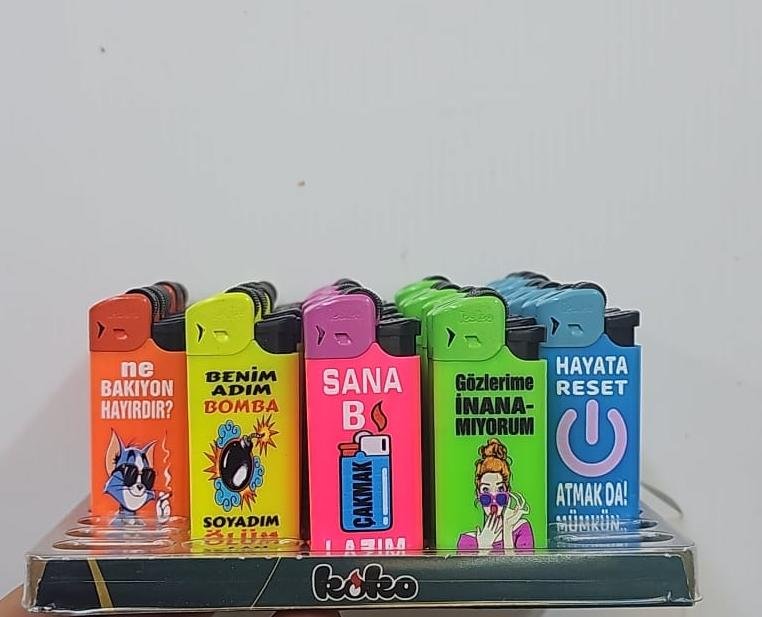 ne
BAKIYON
HAYIRDIR?
BENİM
ADIM
BOMBA
SOYADIM
ÖLÜM
SANA
B
ÇAKMAK
LAZIM
Gözlerime
İNANA-
MIYORUM
HAYATA
RESET
ATMAK DA!
MÜMKÜN..
koko